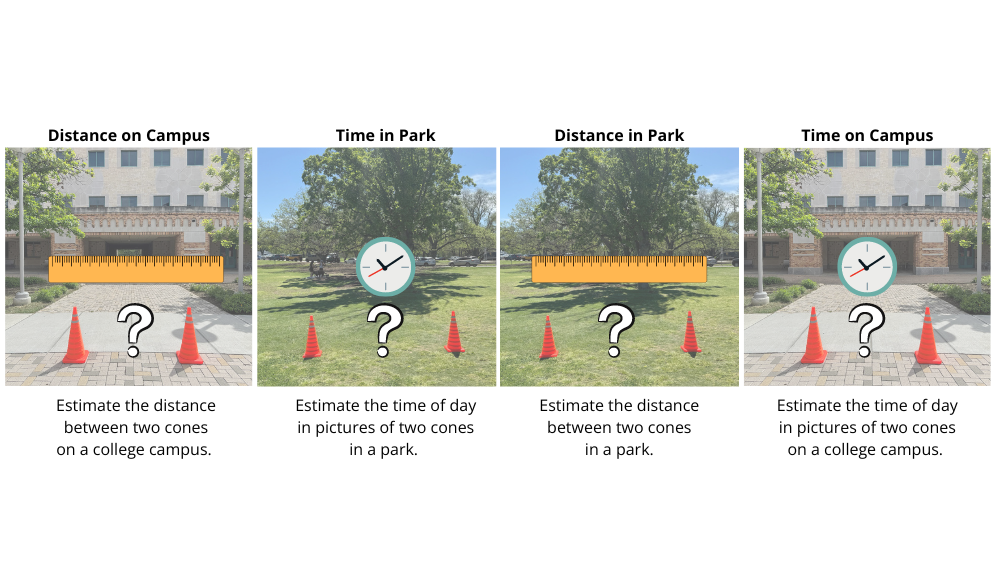 Distance on Campus
Time in Park
Distance in Park
Time on Campus
?
?
?
?
Estimate the distance
between two cones
on a college campus.
Estimate the time of day
in pictures of two cones
in a park.
Estimate the distance
between two cones
in a park.
Estimate the time of day
in pictures of two cones
on a college campus.